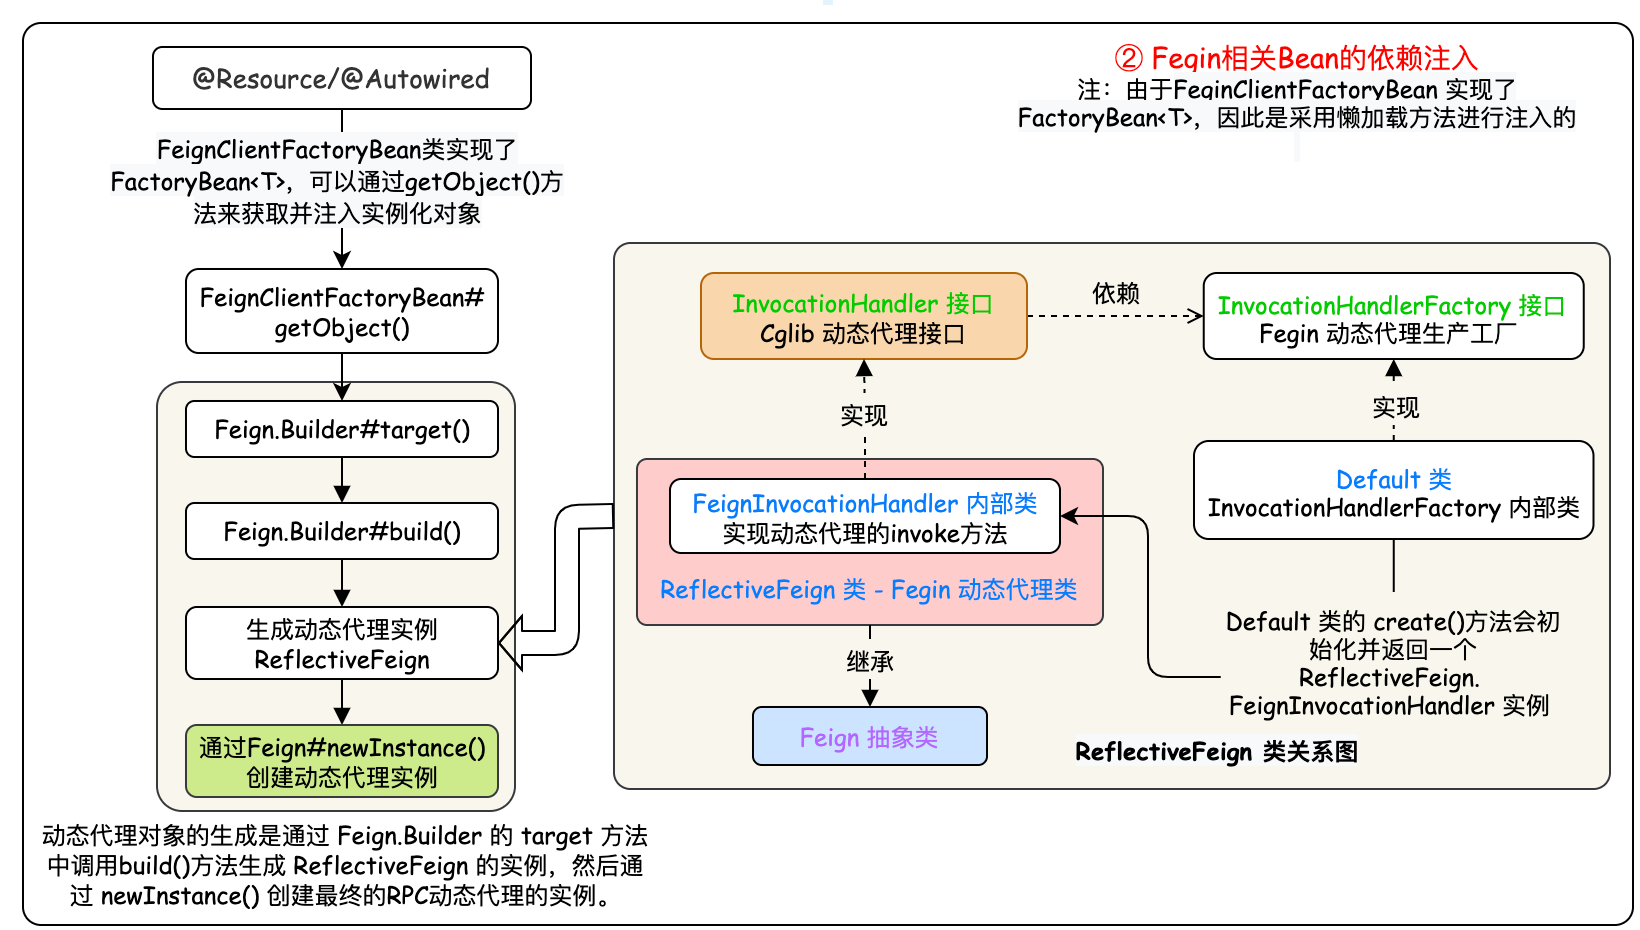 ② Fegin相关Bean的依赖注入
注：由于FeginClientFactoryBean 实现了
FactoryBean<T>，因此是采用懒加载方法进行注入的
@Resource/@Autowired
FeignClientFactoryBean类实现了
FactoryBean<T>，可以通过getObject()方
法来获取并注入实例化对象
FeignClientFactoryBean#
getObject()
Feign.Builder#target()
Feign.Builder#build()
生成动态代理实例
ReflectiveFeign
通过Feign#newInstance()
创建动态代理实例
动态代理对象的生成是通过 Feign.Builder 的 target 方法
中调用build()方法生成 ReflectiveFeign 的实例，然后通
过 newInstance() 创建最终的RPC动态代理的实例。
InvocationHandler 接口
Cglib 动态代理接口
依赖
InvocationHandlerFactory 接口
Fegin 动态代理生产工厂
实现
实现
FeignInvocationHandler 内部类
实现动态代理的invoke方法
ReflectiveFeign 类 - Fegin 动态代理类
Default 类
InvocationHandlerFactory 内部类
继承
Feign 抽象类
Default 类的 create()方法会初
始化并返回一个
ReflectiveFeign.
FeignInvocationHandler 实例
ReflectiveFeign 类关系图